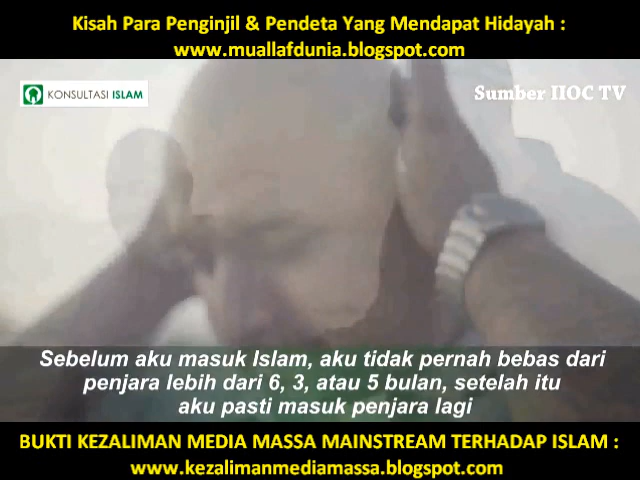 Kisah Para Penginjil & Pendeta Yang Mendapat Hidayah :
www.muallafdunia.blogspot.com
KONSULTASI ISLAM
Sumber IIOC TV
Sebelum aku masuk Islam, aku tidak pernah bebas dari
penjara lebih dari 6, 3, atau 5 bulan, setelah itu
aku pasti masuk penjara lagi
BUKTI KEZALIMAN MEDIA MASSA MAINSTREAM TERHADAP ISLAM :
www.kezalimanmediamassa.blogspot.com